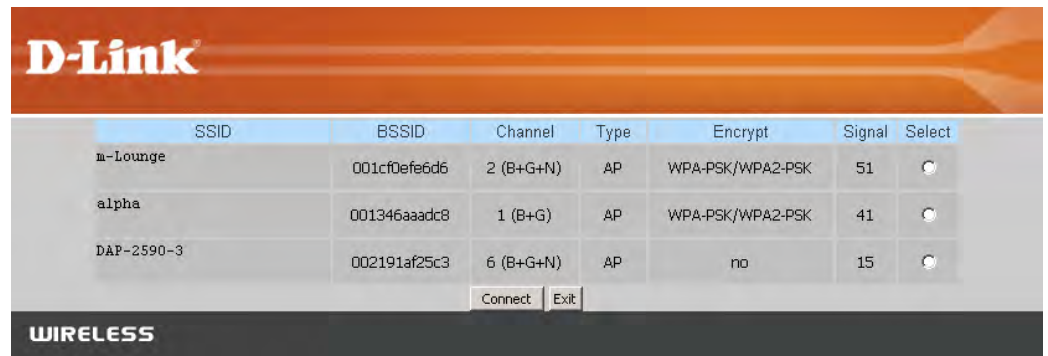 D-Link
SSID BSSID Channel Type Encrypt Signal Select
m-Lounge 001cf0efe6d6 2 (B+G+N) AP WPA-PSK/WPA2-PSK 51
alpha 001346aaadc8 1 (B+G) AP WPA-PSK/WPA2-PSK 41
DAP-2590-3 002191af25c3 6 (B+G+N) AP no 15
Connect Exit
WIRELESS